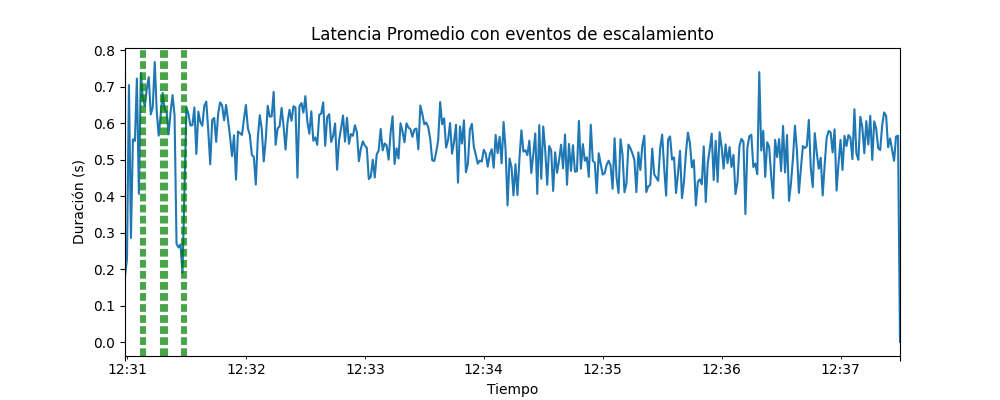 Latencia Promedio con eventos de escalamiento
Duración (s)
0.8
0.7
0.6
0.5
0.4
0.3
0.2
0.1
0.0
12:31 12:32 12:33 12:34 12:35 12:36 12:37
Tiempo